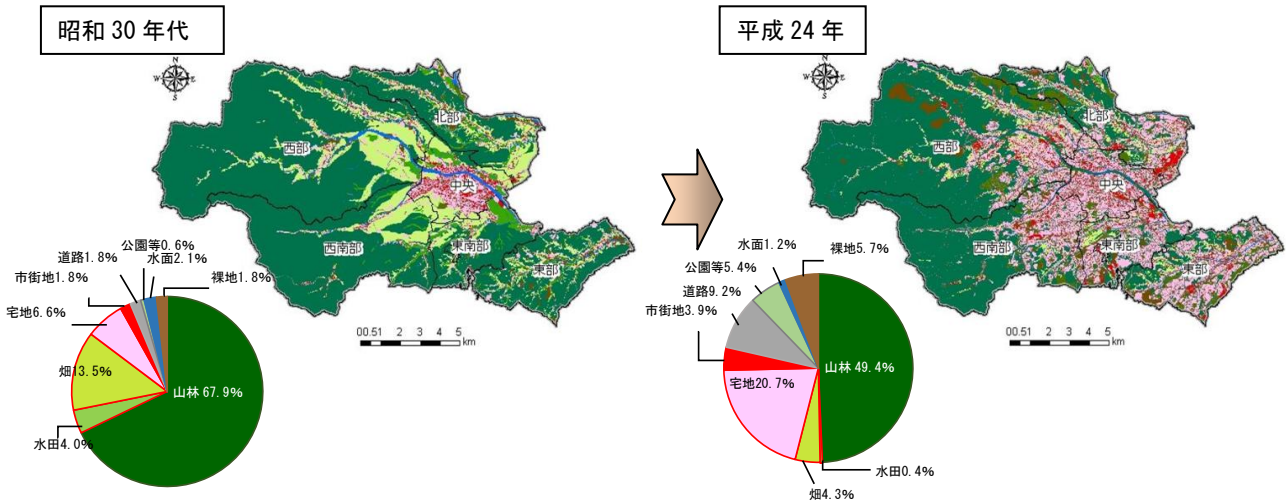 昭和 30 年代
平成 24 年
N
W
E
S
北部
西部
中央
西南部
東南部
東部
00.51 2 3 4 5
km
公園等0.6%
道路1.8%
水面2.1%
市街地1.8%
裸地1.8%
宅地6.6%
畑13.5%
山林 67.9%
水田4.0%
N
W
E
S
北部
西部
中央
西南部
東南部
東部
00.51 2 3 4 5
km
水面1.2%
裸地5.7%
公園等5.4%
道路9.2%
市街地3.9%
山林 49.4%
宅地20.7%
水田0.4%
畑4.3%